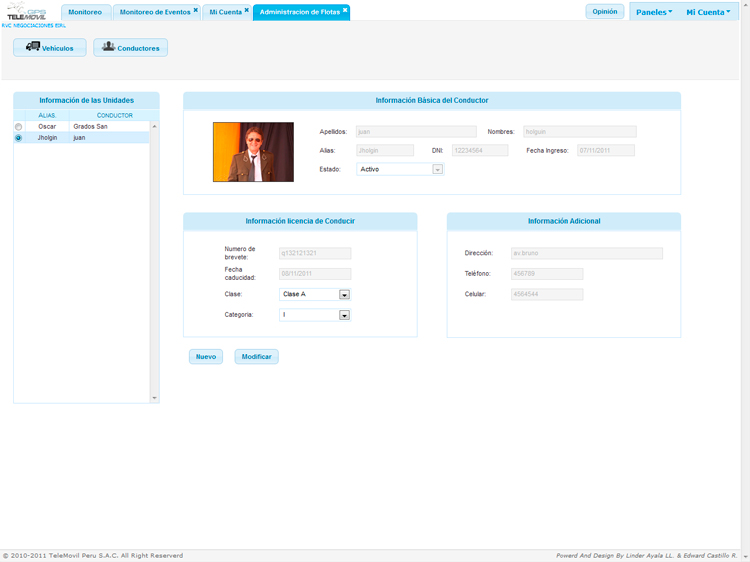 GPS
TELEMOVIL
RVC NEGOCIACIONES EIRL
Monitoreo
Monitoreo de Eventos
Mi Cuenta
Administracion de Flotas
Opinión
Paneles
Mi Cuenta
Vehiculos
Conductores
Información de las Unidades
ALIAS. CONDUCTOR
Oscar Grados San
Jholgin juan
Información Básica del Conductor
Apellidos: juan Nombres: holguin
Alias: Jholgin DNI: 12234564 Fecha Ingreso: 07/11/2011
Estado: Activo
Información licencia de Conducir
Numero de
brevete: q132121321
Fecha
caducidad: 08/11/2011
Clase: Clase A
Categoria: I
Información Adicional
Dirección: av.bruno
Teléfono: 456789
Celular: 4564544
Nuevo
Modificar
© 2010-2011 TeleMovil Peru S.A.C. All Right Reserverd
Powerd And Design By Linder Ayala LL. & Edward Castillo R.